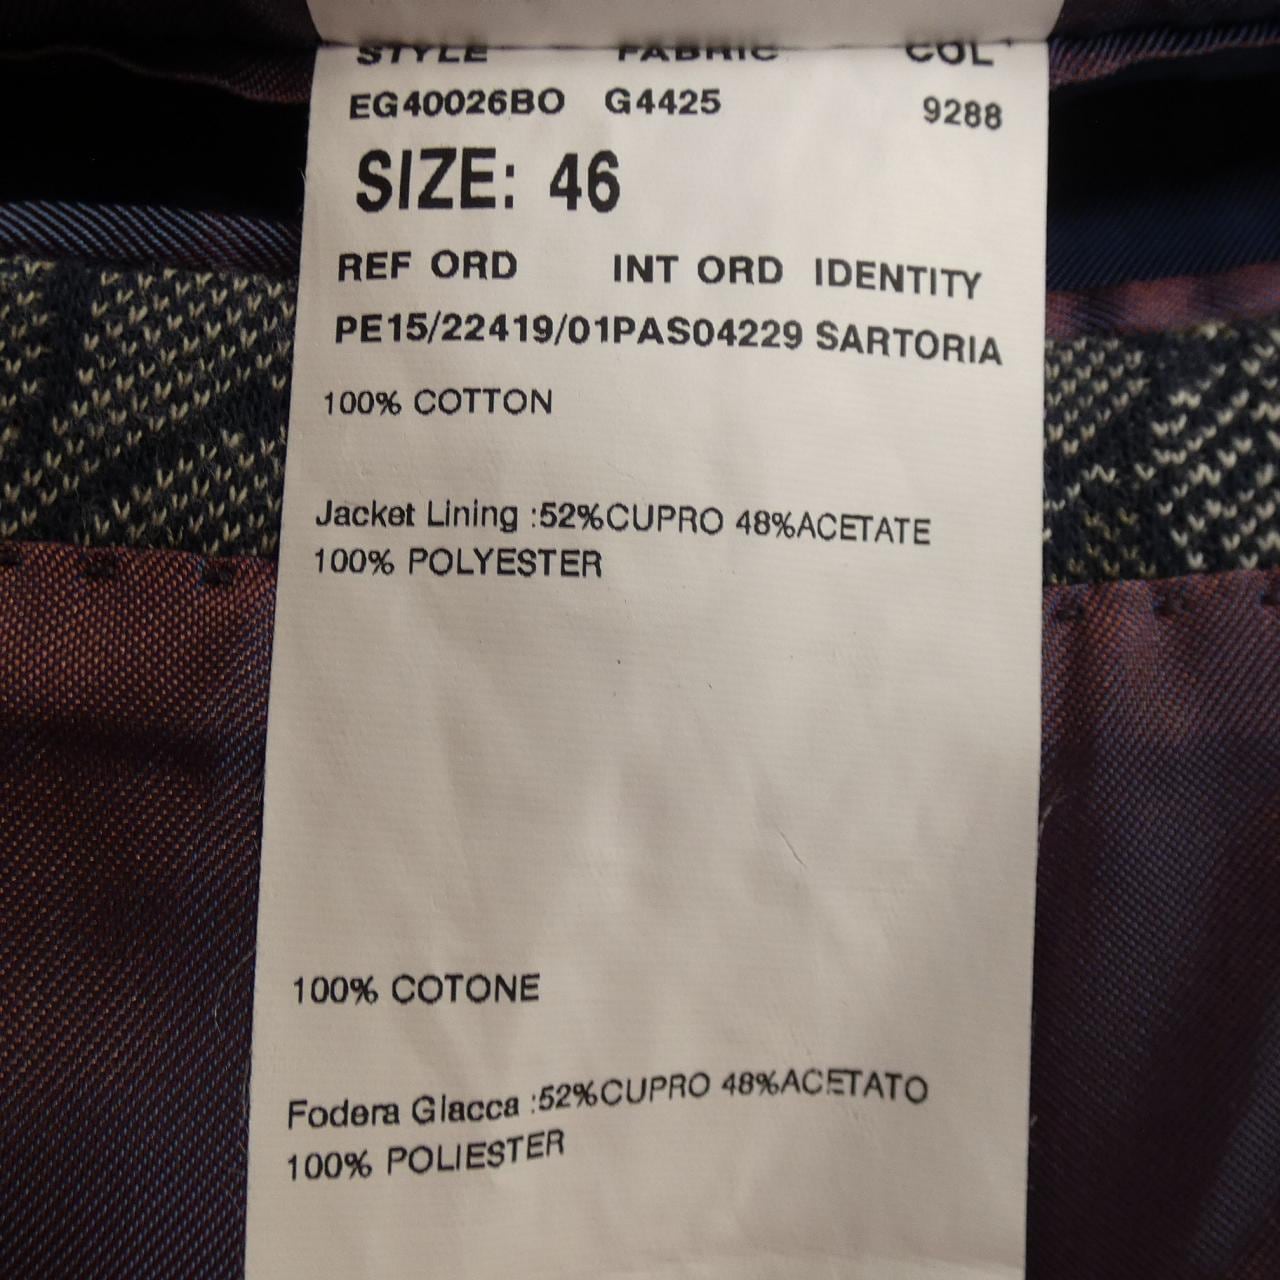 STYLE FABRIC COL
EG40026BO G4425 9288
SIZE: 46
REF ORD INT ORD IDENTITY
PE15/22419/01PAS04229 SARTORIA
100% COTTON
Jacket Lining :52%CUPRO 48%ACETATE
100% POLYESTER
100% COTONE
Fodera Giacca :52%CUPRO 48%ACETATO
100% POLIESTER